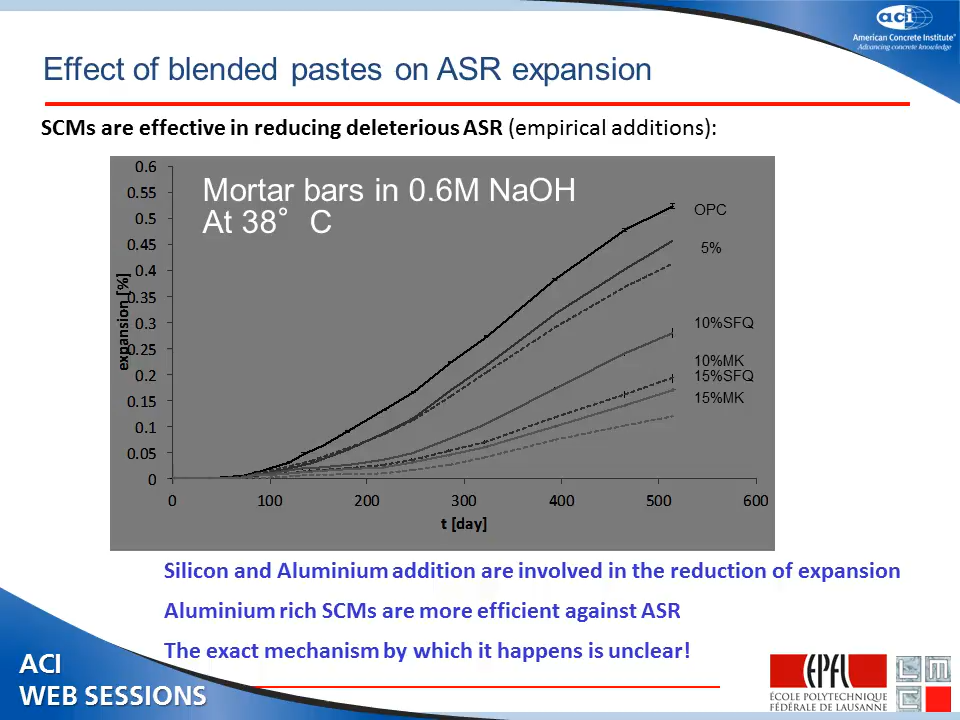 aci
American Concrete Institute®
Advancing concrete knowledge
Effect of blended pastes on ASR expansion
SCMs are effective in reducing deleterious ASR (empirical additions):
Mortar bars in 0.6M NaOH
At 38° C
0.6
0.55
0.5
0.45
0.4
0.35
0.3
0.25
0.2
0.15
0.1
0.05
0
expansion [%]
OPC
5%
10%SFQ
10%MK
15%SFQ
15%MK
0 100 200 300 400 500 600
t [day]
Silicon and Aluminium addition are involved in the reduction of expansion
Aluminium rich SCMs are more efficient against ASR
The exact mechanism by which it happens is unclear!
ACI
WEB SESSIONS
EPFL
ÉCOLE POLYTECHNIQUE
FÉDÉRALE DE LAUSANNE
LMC